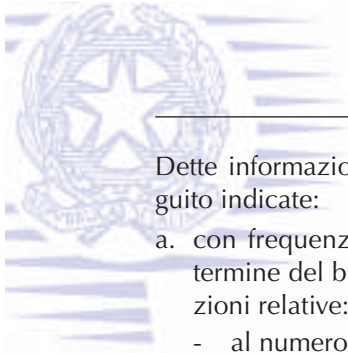 Dette informazio
guito indicate:
a. con frequenz
termine del b
zioni relative:
- al numero